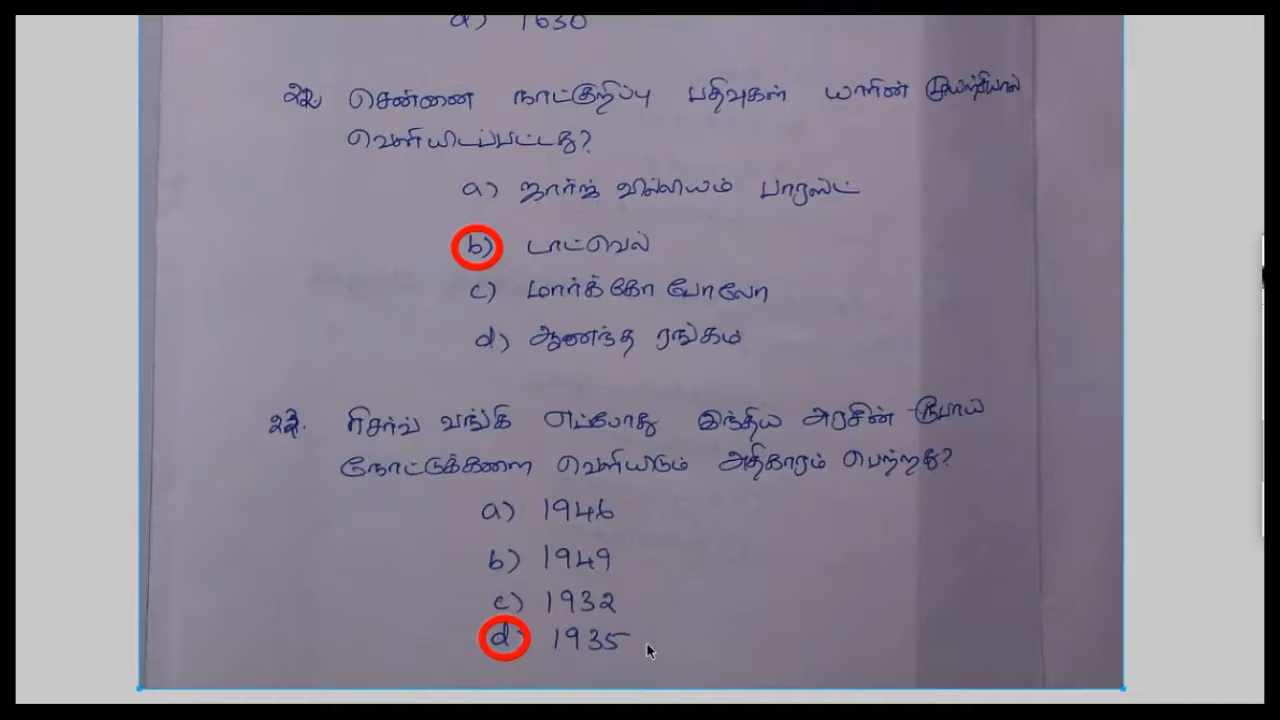 d) 1630
22. சென்னை நாட்குறிப்பு பதிவுகள் யாரின் முயற்சியால்
வெளியிடப்பட்டது?
a) ஜார்ஜ் வில்லியம் பாரஸ்ட்
b) டாட்வெல்
c) மார்க்கோ போலோ
d) ஆனந்த ரங்கம்
23. ரிசர்வ் வங்கி எப்போது இந்திய அரசின் ரூபாய்
நோட்டுக்களை வெளியிடும் அதிகாரம் பெற்றது?
a) 1946
b) 1949
c) 1932
d) 1935